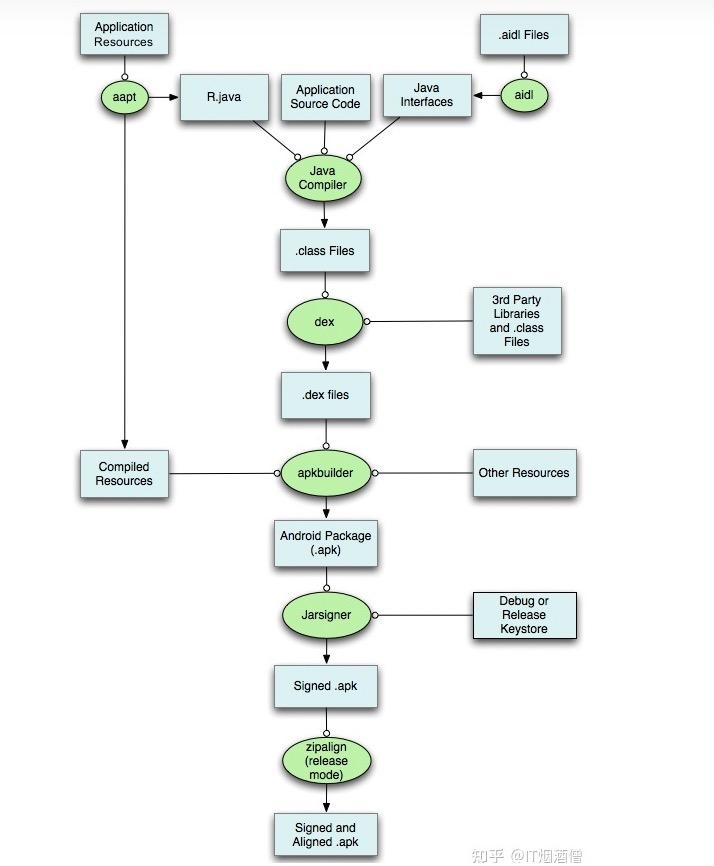 Application
Resources
.aidl Files
aapt
R.java
Application
Source Code
Java
Interfaces
aidl
Java
Compiler
.class Files
dex
3rd Party
Libraries
and .class
Files
.dex files
Compiled
Resources
apkbuilder
Other Resources
Android Package
(.apk)
Jarsigner
Debug or
Release
Keystore
Signed .apk
zipalign
(release
mode)
Signed and
Aligned .apk
知乎 @IT烟酒僧